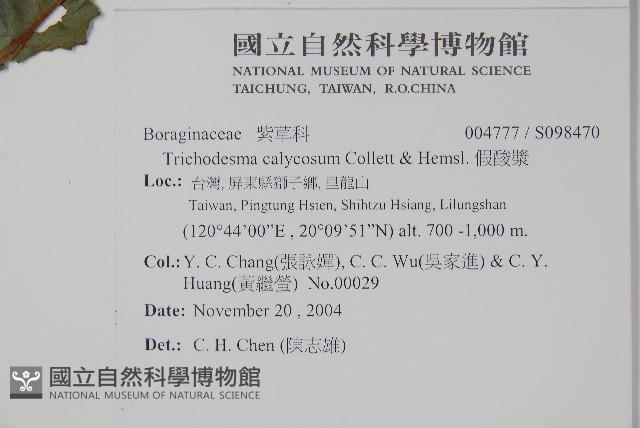 國立自然科學博物館
NATIONAL MUSEUM OF NATURAL SCIENCE
TAICHUNG, TAIWAN, R.O.CHINA
Boraginaceae 紫草科 004777 / S098470
Trichodesma calycosum Collett & Hemsl. 假酸漿
Loc.: 台灣, 屏東縣獅子鄉, 里龍山
Taiwan, Pingtung Hsien, Shihtzu Hsiang, Lilungshan
(120°44'00”E , 20°09'51”N) alt. 700 -1,000 m.
Col.: Y. C. Chang(張詠嬋), C. C. Wu(吳家進) & C. Y.
Huang(黃繼瑩) No.00029
Date: November 20 , 2004
Det.: C. H. Chen (陳志雄)
國立自然科學博物館
NATIONAL MUSEUM OF NATURAL SCIENCE